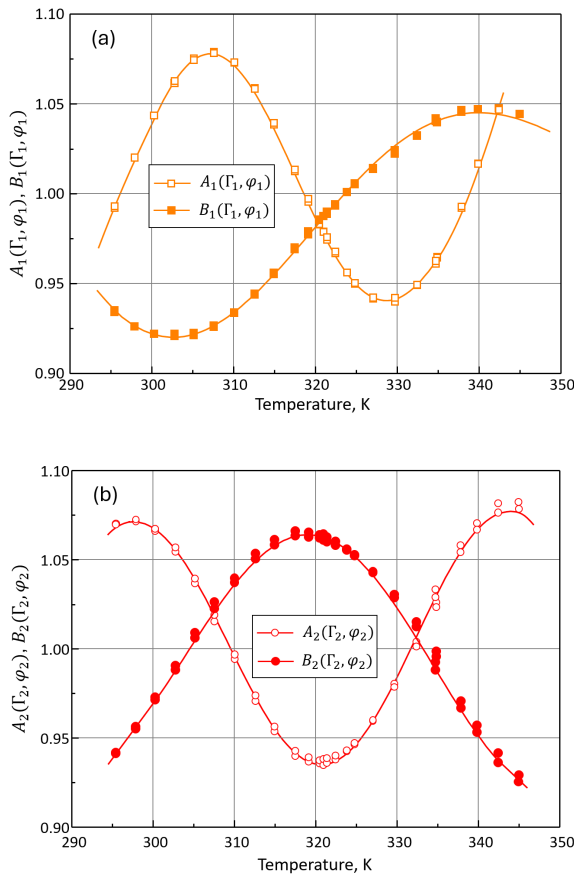 (a)
A₁(Γ₁,φ₁), B₁(Γ₁,φ₁)
1.10
1.05
1.00
0.95
0.90
A₁(Γ₁,φ₁)
B₁(Γ₁,φ₁)
290 300 310 320 330 340 350
Temperature, K
(b)
A₂(Γ₂,φ₂), B₂(Γ₂,φ₂)
1.10
1.05
1.00
0.95
0.90
A₂(Γ₂,φ₂)
B₂(Γ₂,φ₂)
290 300 310 320 330 340 350
Temperature, K